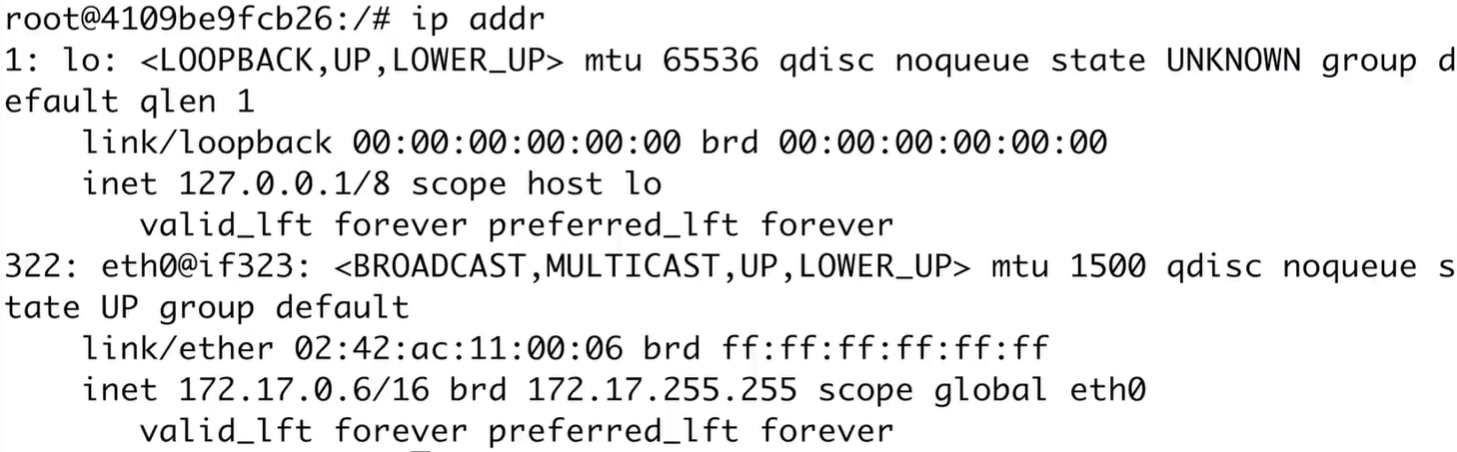 root@4109be9fcb26:/# ip addr
1: lo: <LOOPBACK,UP,LOWER_UP> mtu 65536 qdisc noqueue state UNKNOWN group d
efault qlen 1
    link/loopback 00:00:00:00:00:00 brd 00:00:00:00:00:00
    inet 127.0.0.1/8 scope host lo
       valid_lft forever preferred_lft forever
322: eth0@if323: <BROADCAST,MULTICAST,UP,LOWER_UP> mtu 1500 qdisc noqueue s
tate UP group default
    link/ether 02:42:ac:11:00:06 brd ff:ff:ff:ff:ff:ff
    inet 172.17.0.6/16 brd 172.17.255.255 scope global eth0
       valid_lft forever preferred_lft forever